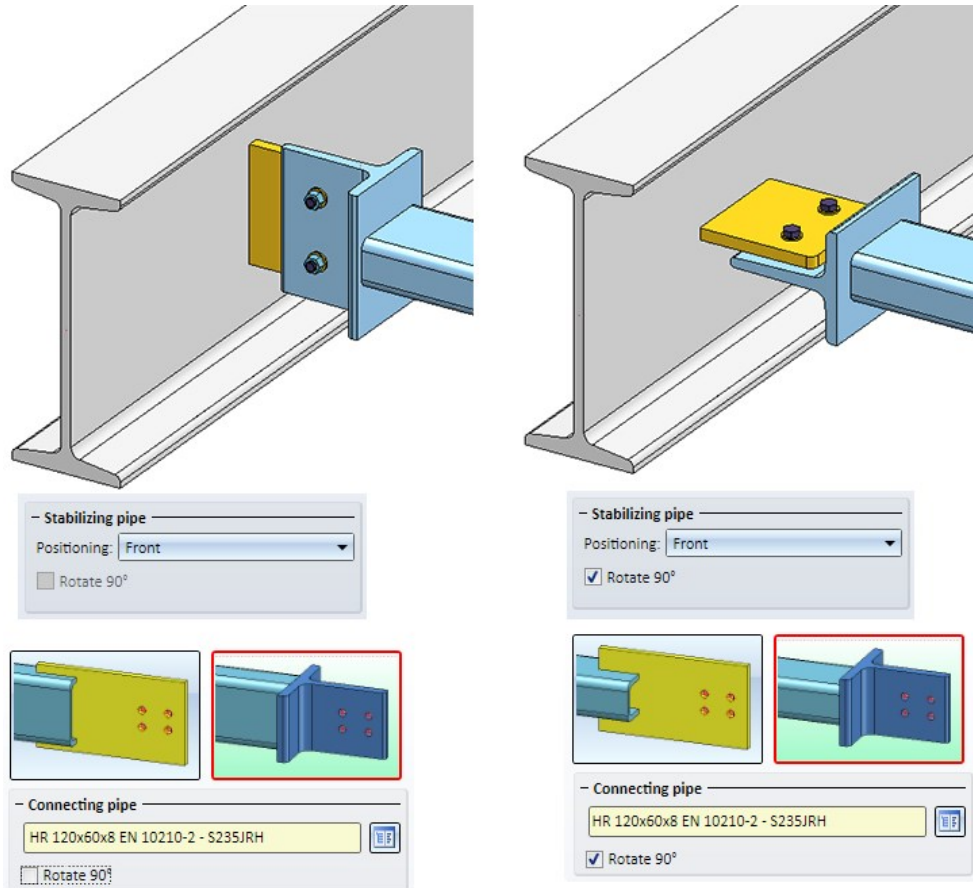 Stabilizing pipe
Positioning: Front
Rotate 90°
Connecting pipe
HR 120x60x8 EN 10210-2 - S235JRH
Rotate 90°
Stabilizing pipe
Positioning: Front
Rotate 90°
Connecting pipe
HR 120x60x8 EN 10210-2 - S235JRH
Rotate 90°